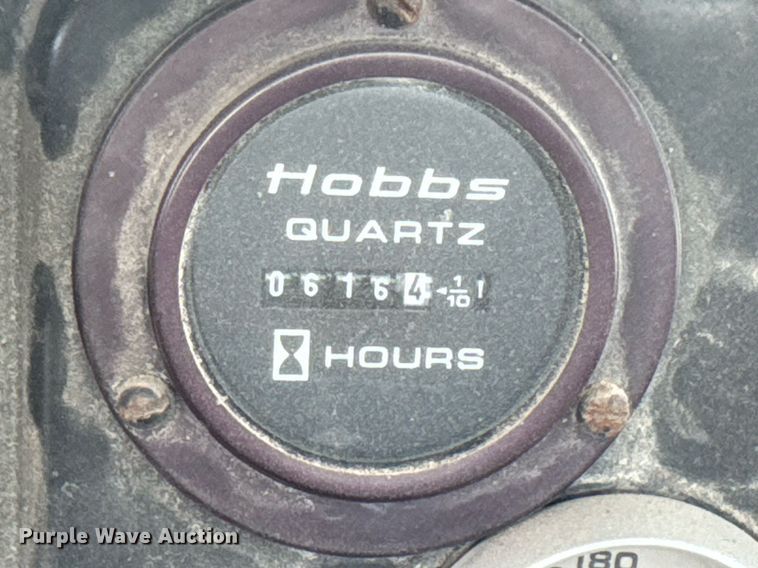 Hobbs
QUARTZ
06164 1/10
HOURS
Purple Wave Auction
180